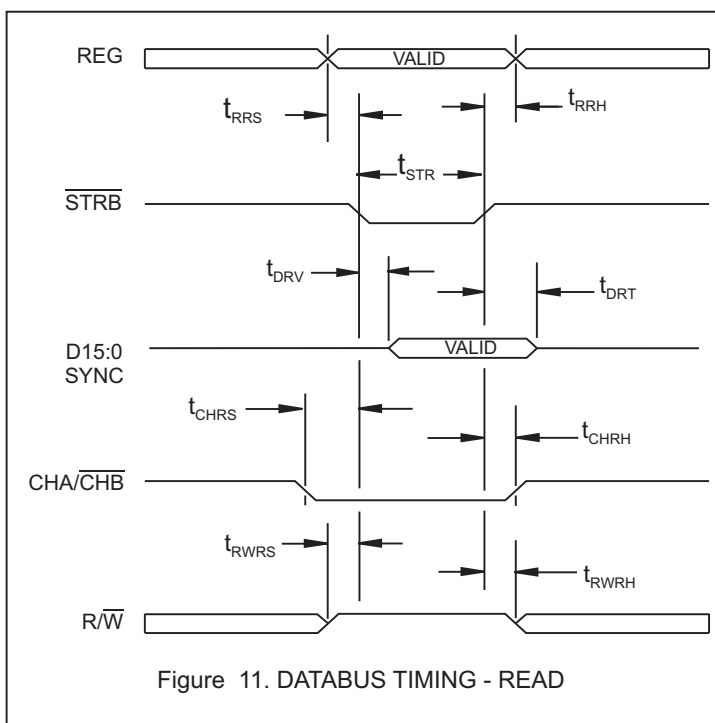 REG
VALID
tRRS
tRRH
tSTR
STRB
tDRV
tDRT
D15:0
VALID
SYNC
tCHRS
tCHRH
CHA/CHB
tRWRS
tRWRH
R/W
Figure 11. DATABUS TIMING - READ